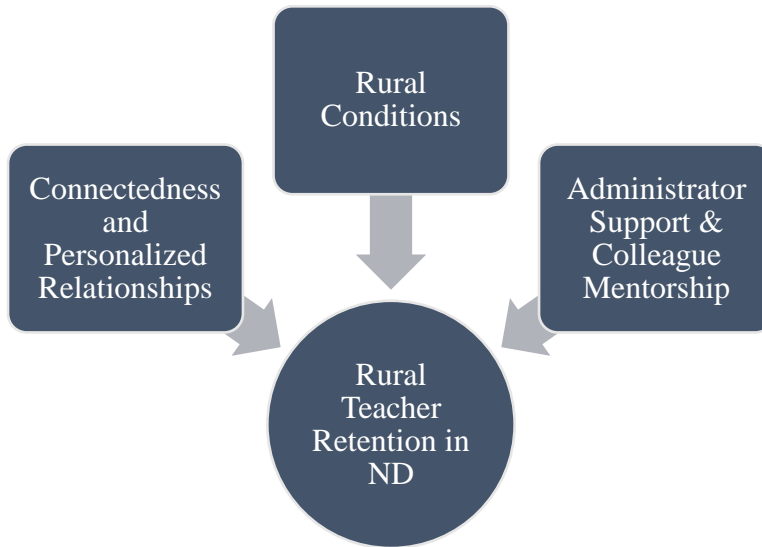 Rural
Conditions
Connectedness
and
Personalized
Relationships
Administrator
Support &
Colleague
Mentorship
Rural
Teacher
Retention in
ND